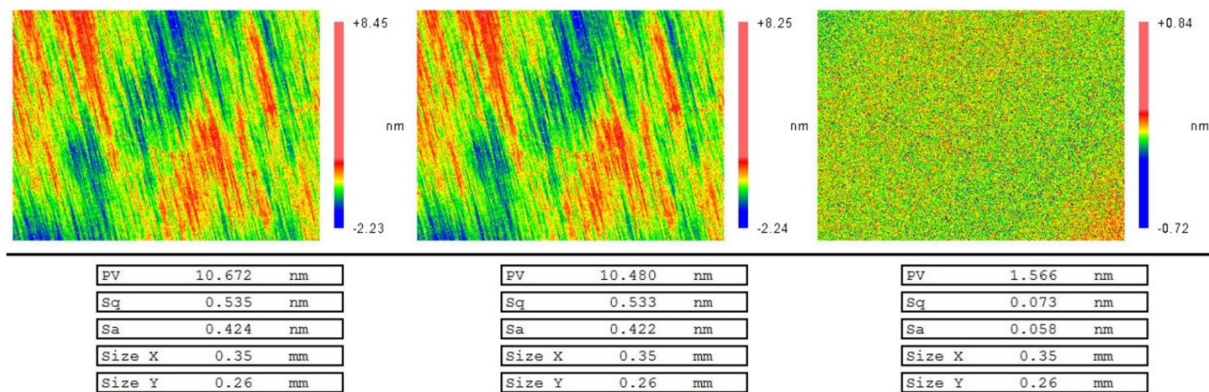 +8.45
nm
-2.23
+8.25
nm
-2.24
+0.84
nm
-0.72
PV 10.672 nm
Sq 0.535 nm
Sa 0.424 nm
Size X 0.35 mm
Size Y 0.26 mm
PV 10.480 nm
Sq 0.533 nm
Sa 0.422 nm
Size X 0.35 mm
Size Y 0.26 mm
PV 1.566 nm
Sq 0.073 nm
Sa 0.058 nm
Size X 0.35 mm
Size Y 0.26 mm